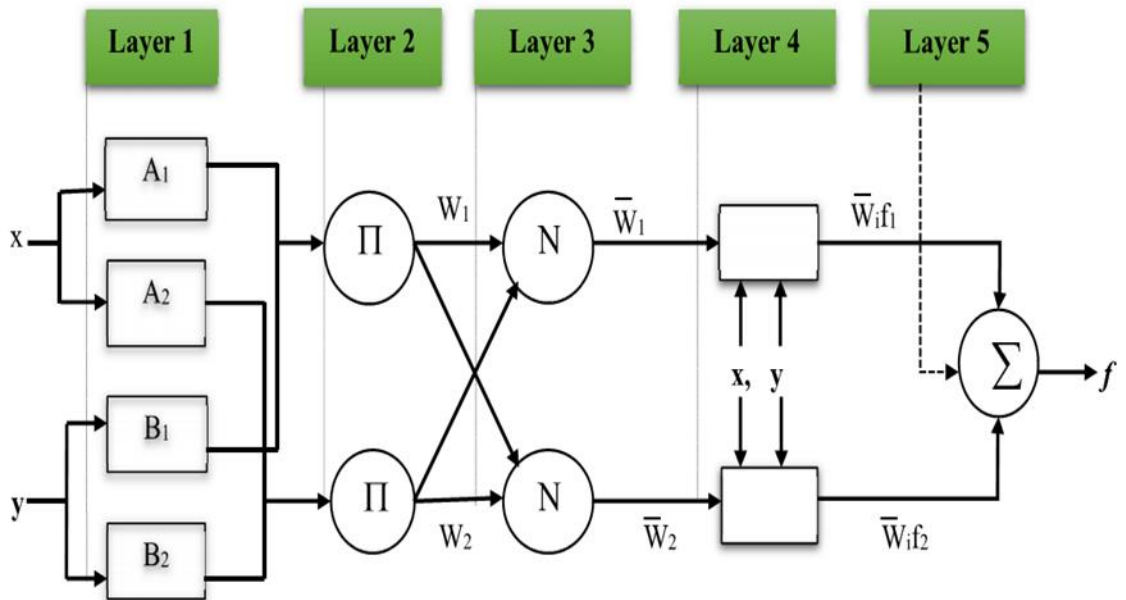 Layer 1
Layer 2
Layer 3
Layer 4
Layer 5
x
A₁
A₂
y
B₁
B₂
Π
Π
W₁
W₂
N
N
W̅₁
W̅₂
x, y
W̅ᵢf₁
W̅ᵢf₂
Σ
f